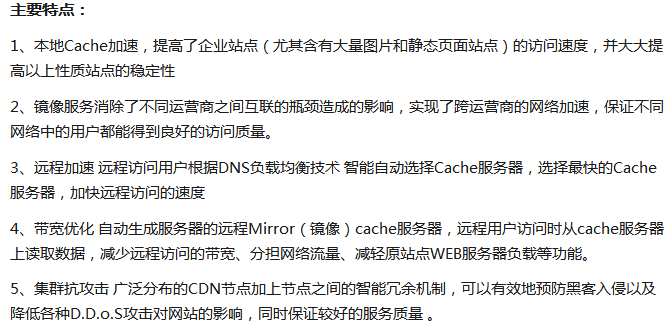 主要特点：
1、本地Cache加速，提高了企业站点（尤其含有大量图片和静态页面站点）的访问速度，并大大提
高以上性质站点的稳定性
2、镜像服务消除了不同运营商之间互联的瓶颈造成的影响，实现了跨运营商的网络加速，保证不同
网络中的用户都能得到良好的访问质量。
3、远程加速 远程访问用户根据DNS负载均衡技术 智能自动选择Cache服务器，选择最快的Cache
服务器，加快远程访问的速度
4、带宽优化 自动生成服务器的远程Mirror（镜像）cache服务器，远程用户访问时从cache服务器
上读取数据，减少远程访问的带宽、分担网络流量、减轻原站点WEB服务器负载等功能。
5、集群抗攻击 广泛分布的CDN节点加上节点之间的智能冗余机制，可以有效地预防黑客入侵以及
降低各种D.D.o.S攻击对网站的影响，同时保证较好的服务质量 。